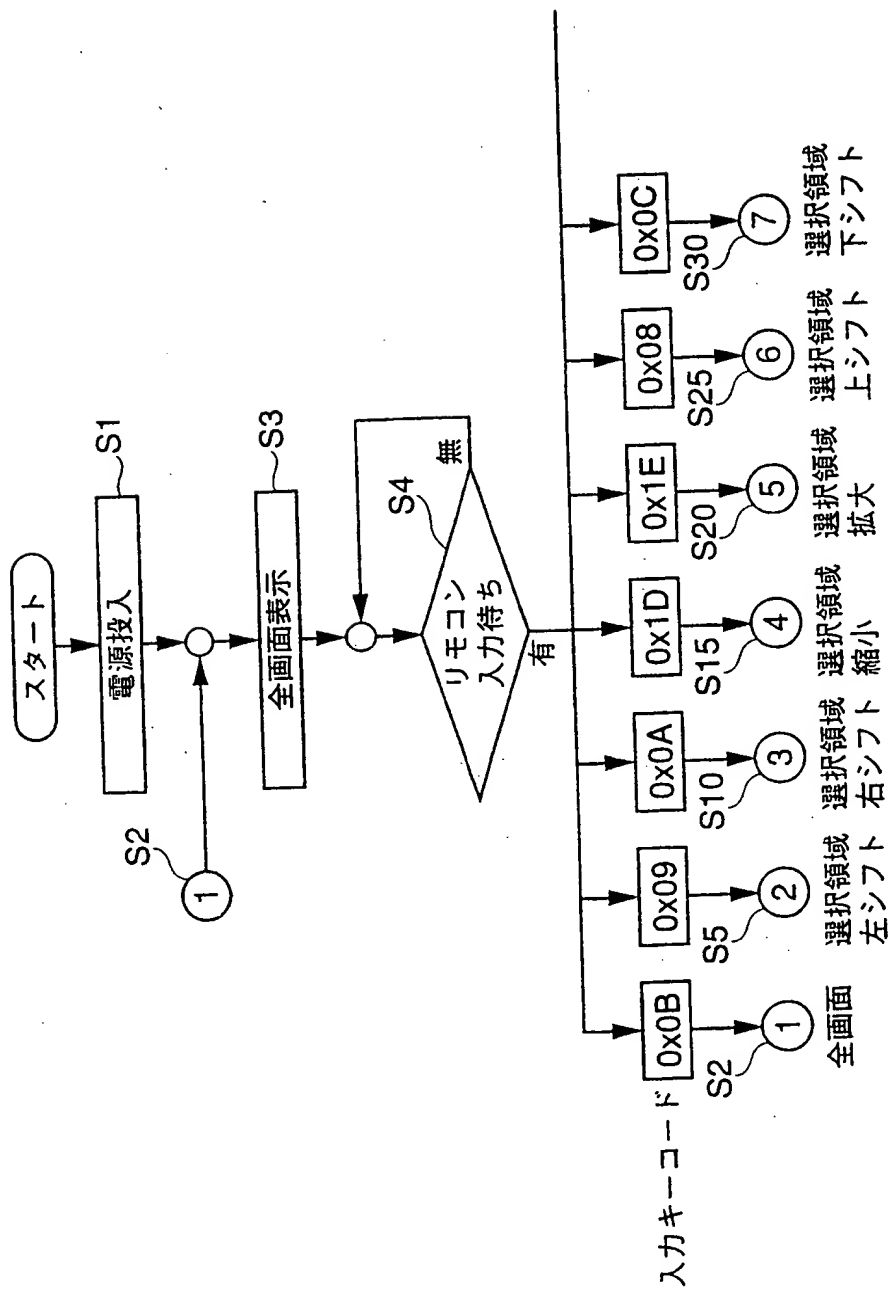 スタート
電源投入
S1
S2
1
全画面表示
S3
リモコン
入力待ち
S4
無
有
入力キーコード
0x0B
0x09
0x0A
0x1D
0x1E
0x08
0x0C
S2
S5
S10
S15
S20
S25
S30
1
2
3
4
5
6
7
全画面
選択領域
左シフト
選択領域
右シフト
選択領域
縮小
選択領域
拡大
選択領域
上シフト
選択領域
下シフト